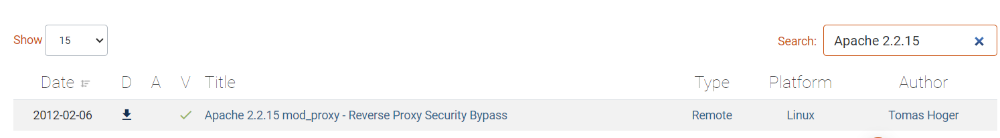 Show 15 Search: Apache 2.2.15
Date D A V Title Type Platform Author
2012-02-06 Apache 2.2.15 mod_proxy - Reverse Proxy Security Bypass Remote Linux Tomas Hoger